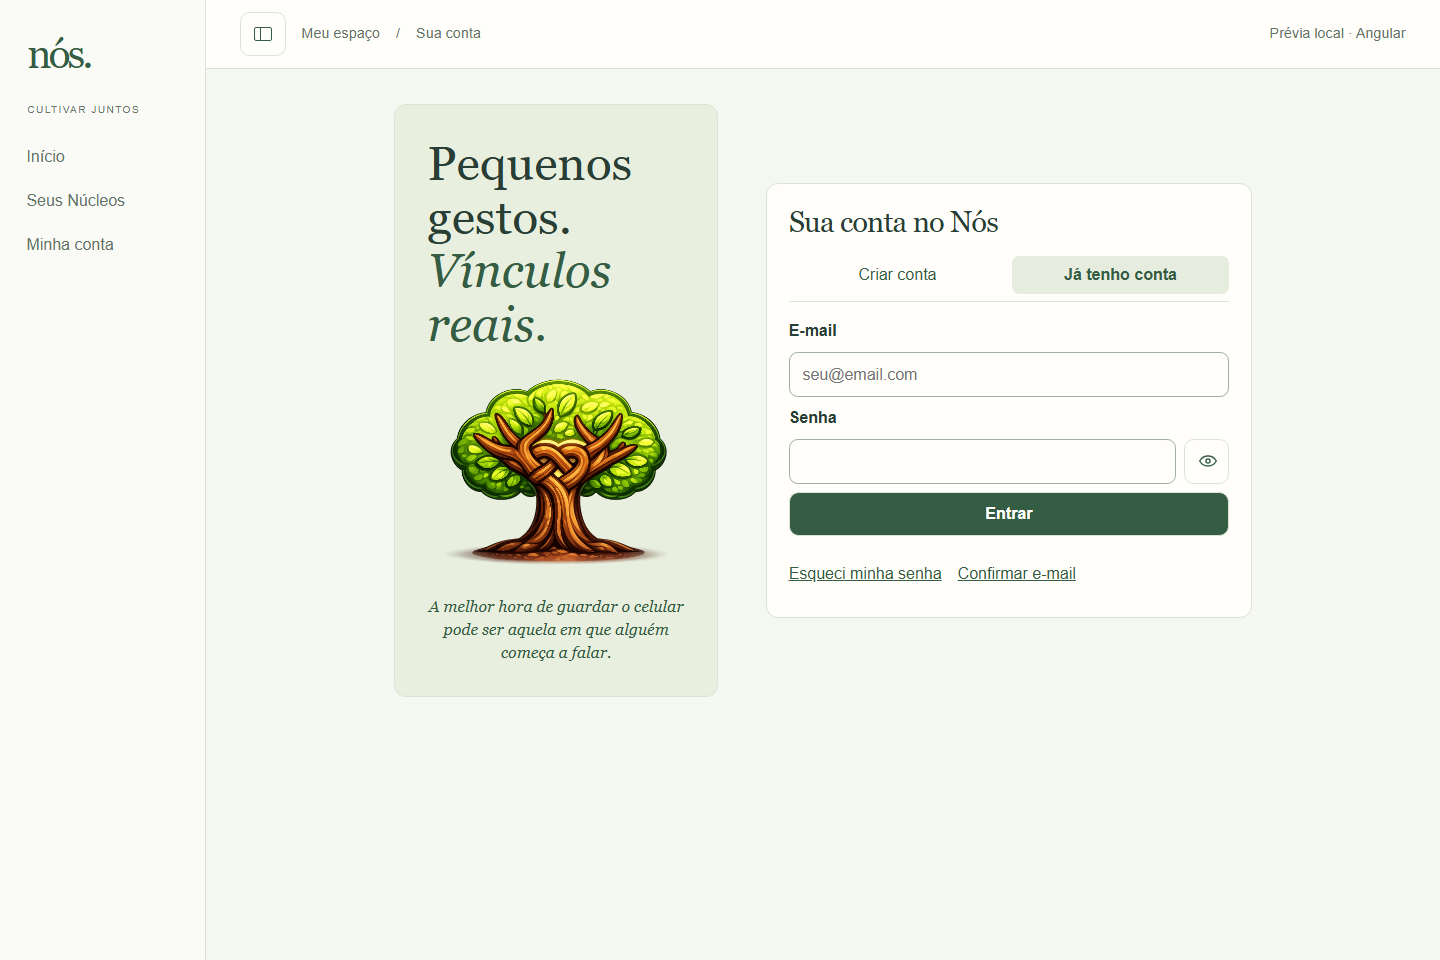 nós.
CULTIVAR JUNTOS
Início
Seus Núcleos
Minha conta
Meu espaço / Sua conta
Prévia local · Angular
Pequenos
gestos.
Vínculos
reais.
A melhor hora de guardar o celular
pode ser aquela em que alguém
começa a falar.
Sua conta no Nós
Criar conta
Já tenho conta
E-mail
seu@email.com
Senha
Entrar
Esqueci minha senha Confirmar e-mail